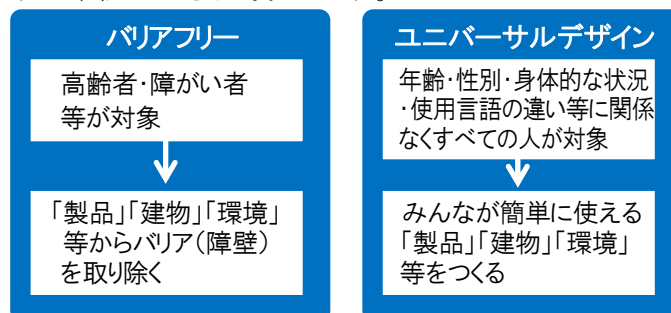 バリアフリー
高齢者・障がい者
等が対象
「製品」「建物」「環境」
等からバリア(障壁)
を取り除く
ユニバーサルデザイン
年齢・性別・身体的な状況
・使用言語の違い等に関係
なくすべての人が対象
みんなが簡単に使える
「製品」「建物」「環境」
等をつくる